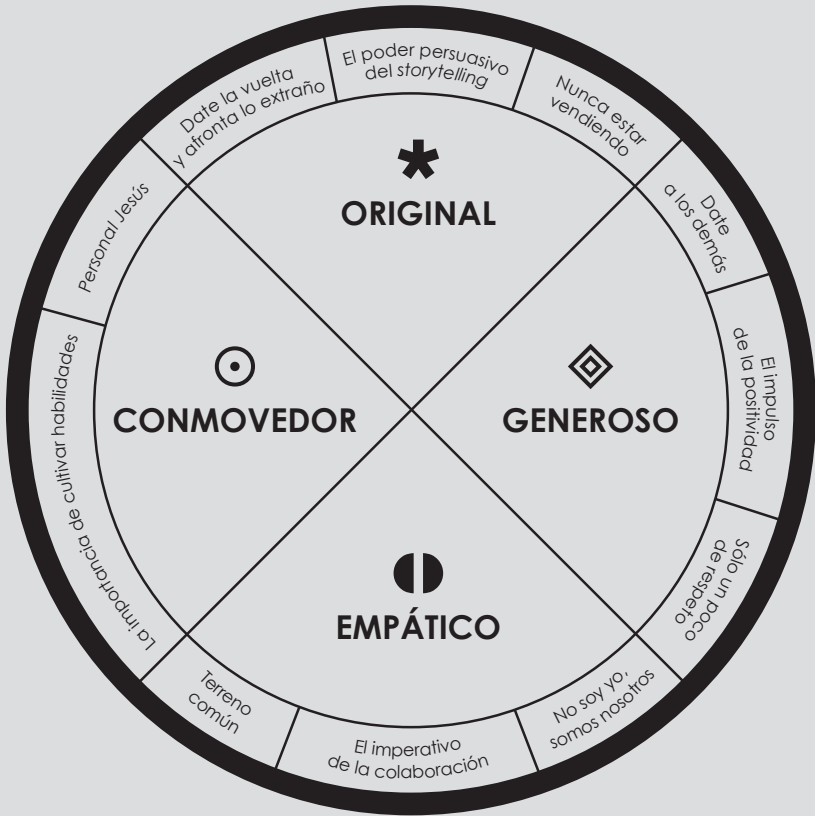 Date la vuelta
y afronta lo extraño
El poder persuasivo
del storytelling
Nunca estar
vendiendo
ORIGINAL
Date
a los demás
El impulso
de la positividad
Sólo un poco
de respeto
GENEROSO
No soy yo,
somos nosotros
El imperativo
de la colaboración
Terreno
común
EMPÁTICO
La importancia de cultivar habilidades
Personal Jesús
CONMOVEDOR